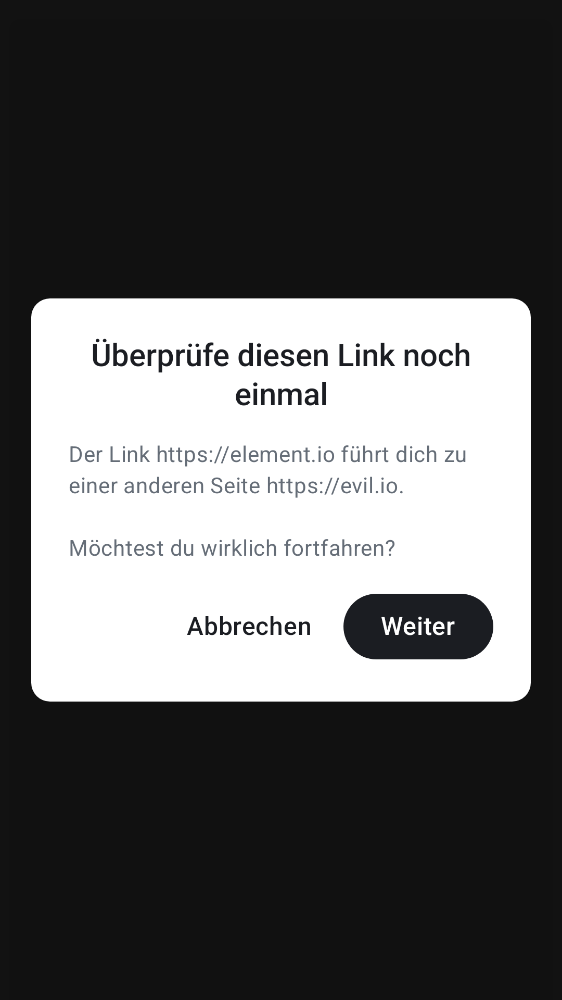 Überprüfe diesen Link noch
einmal
Der Link https://element.io führt dich zu
einer anderen Seite https://evil.io.
Möchtest du wirklich fortfahren?
Abbrechen
Weiter